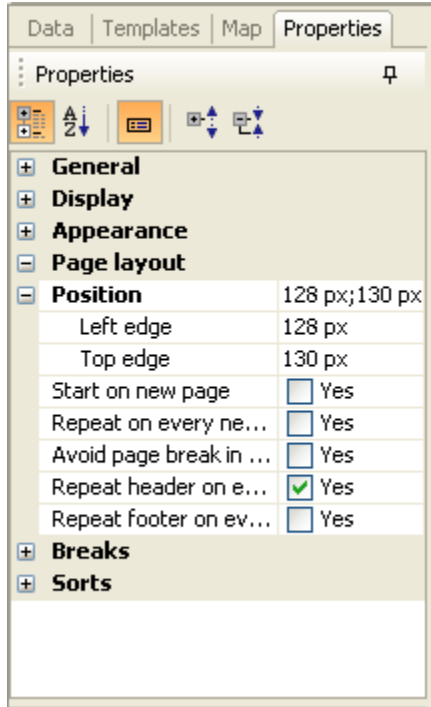 Data Templates Map Properties
Properties
A Z
General
Display
Appearance
Page layout
Position 128 px;130 px
Left edge 128 px
Top edge 130 px
Start on new page Yes
Repeat on every ne... Yes
Avoid page break in ... Yes
Repeat header on e... Yes
Repeat footer on ev... Yes
Breaks
Sorts